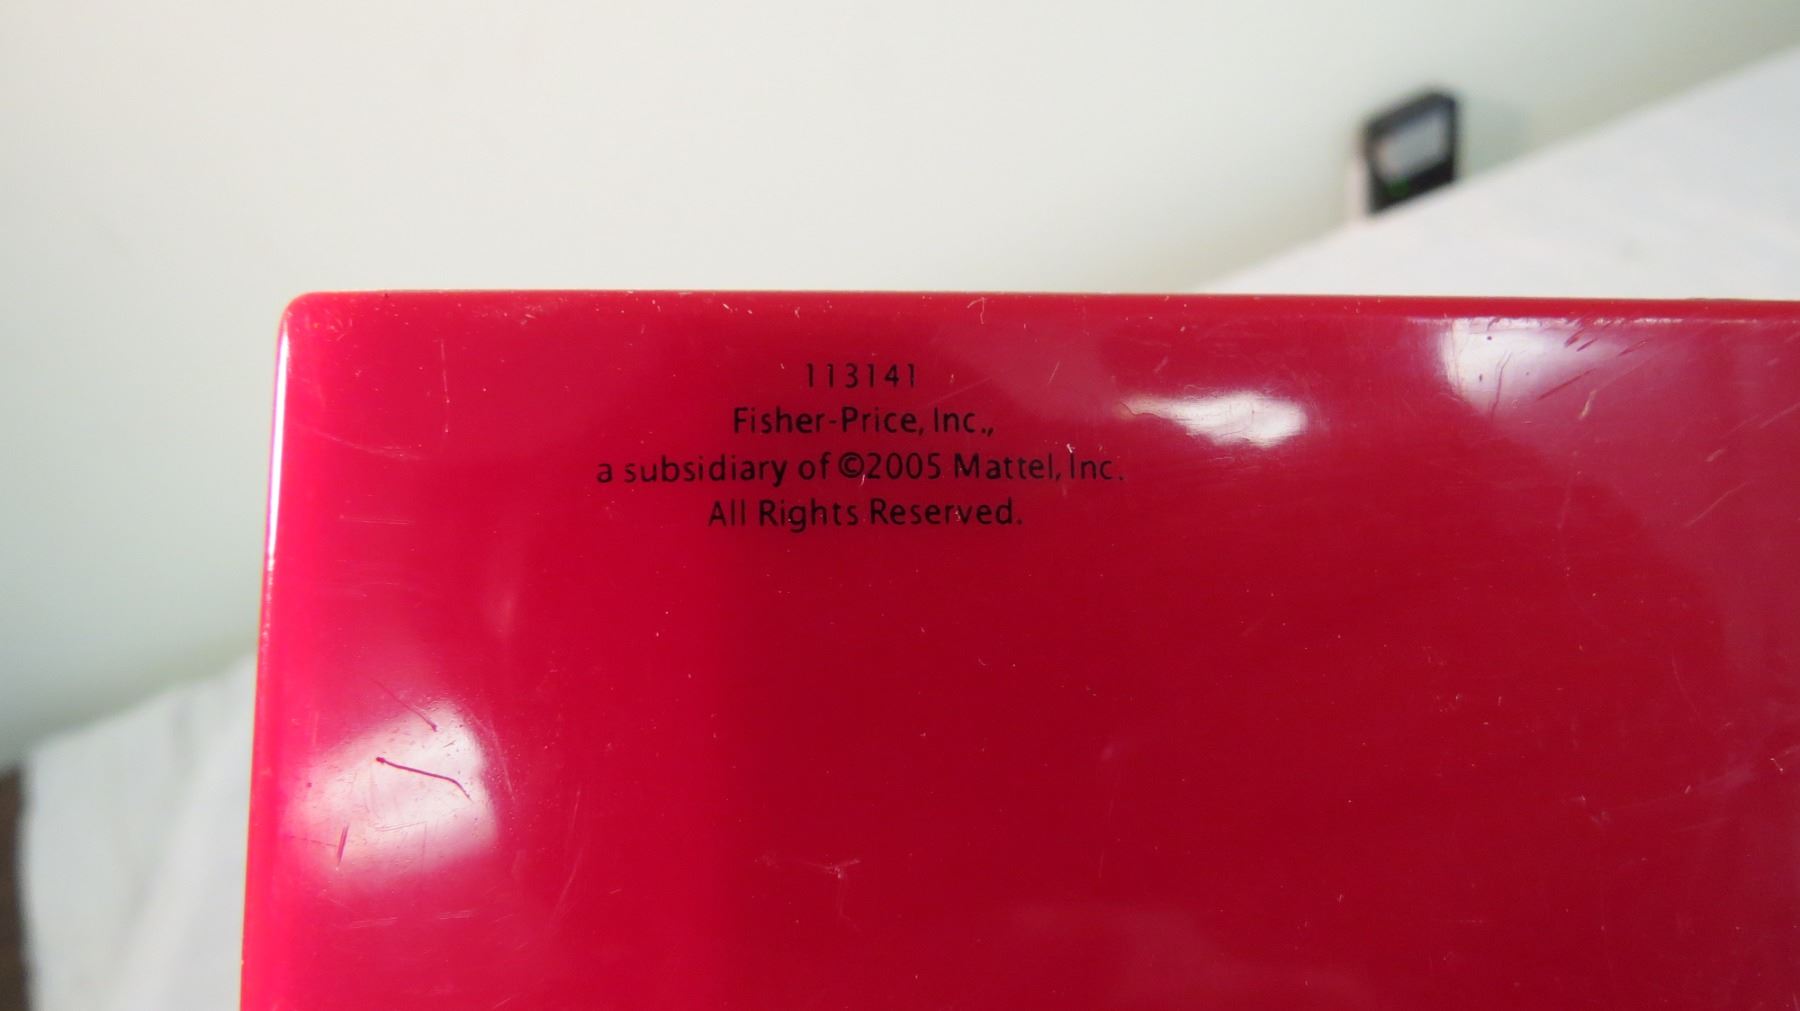 113141
Fisher-Price, Inc.,
a subsidiary of ©2005 Mattel, Inc.
All Rights Reserved.